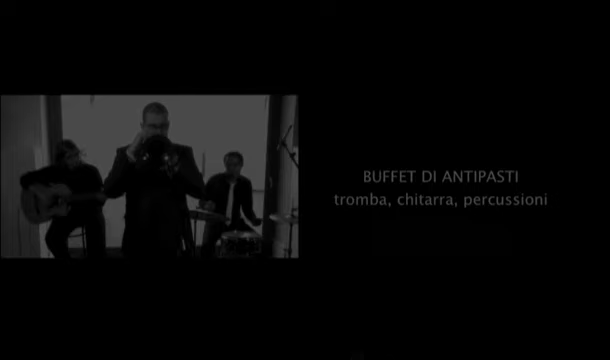 BUFFET DI ANTIPASTI
tromba, chitarra, percussioni